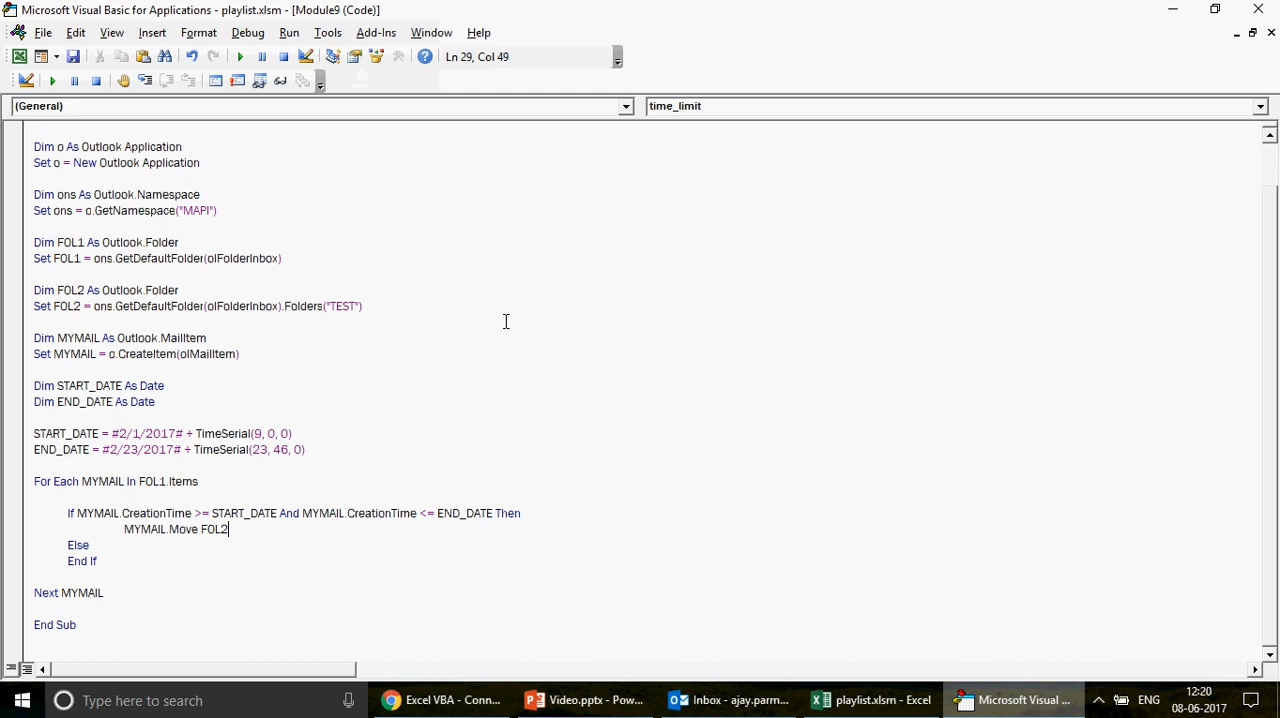 Microsoft Visual Basic for Applications - playlist.xlsm - [Module9 (Code)]
File Edit View Insert Format Debug Run Tools Add-Ins Window Help
Ln 29, Col 49
(General) time_limit
Dim o As Outlook.Application
Set o = New Outlook.Application
Dim ons As Outlook.Namespace
Set ons = o.GetNamespace("MAPI")
Dim FOL1 As Outlook.Folder
Set FOL1 = ons.GetDefaultFolder(olFolderInbox)
Dim FOL2 As Outlook.Folder
Set FOL2 = ons.GetDefaultFolder(olFolderInbox).Folders("TEST")
Dim MYMAIL As Outlook.MailItem
Set MYMAIL = o.CreateItem(olMailItem)
Dim START_DATE As Date
Dim END_DATE As Date
START_DATE = #2/1/2017# + TimeSerial(9, 0, 0)
END_DATE = #2/23/2017# + TimeSerial(23, 46, 0)
For Each MYMAIL In FOL1.Items
If MYMAIL.CreationTime >= START_DATE And MYMAIL.CreationTime <= END_DATE Then
MYMAIL.Move FOL2
Else
End If
Next MYMAIL
End Sub
Type here to search
Excel VBA - Conn...
Video.pptx - Pow...
Inbox - ajay.parm...
playlist.xlsm - Excel
Microsoft Visual ...
ENG
12:20
08-06-2017